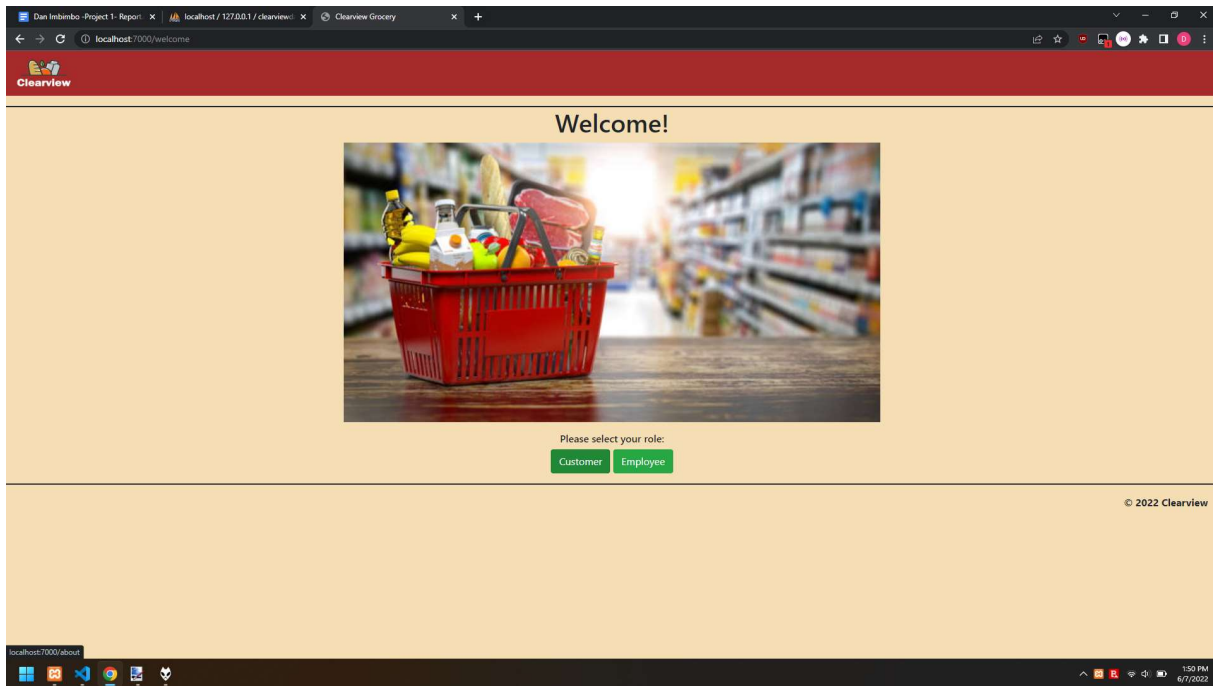 Dan Imbimbo -Project 1- Report.
localhost / 127.0.0.1 / clearviewd
Clearview Grocery
localhost:7000/welcome
D
1
Clearview
Welcome!
Please select your role:
Customer Employee
© 2022 Clearview
localhost:7000/about
1:50 PM
6/7/2022